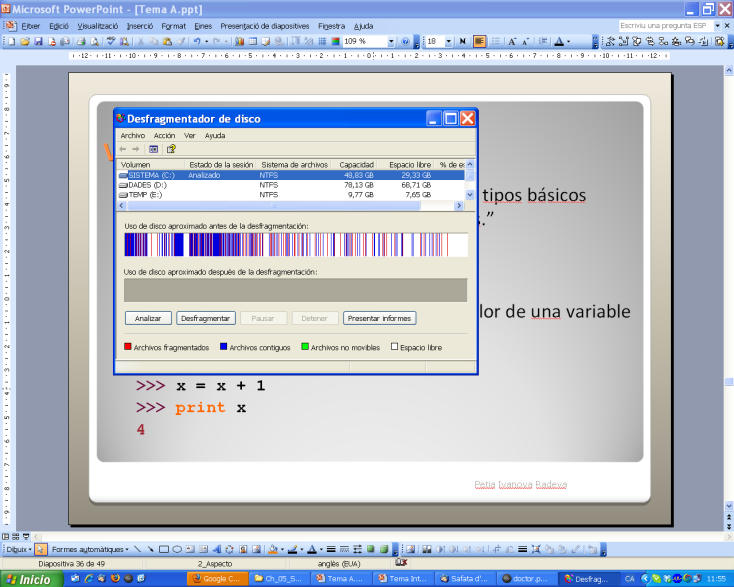 Microsoft PowerPoint - [Tema A.ppt]
Fitxer Edició Visualització Inserció Format Eines Presentació de diapositives Finestra Ajuda
Escriviu una pregunta ESP
109 % 18 N
Desfragmentador de disco
Archivo Acción Ver Ayuda
Volumen Estado de la sesión Sistema de archivos Capacidad Espacio libre % de es
SISTEMA (C:) Analizado NTFS 48,83 GB 29,33 GB
DADES (D:) NTFS 78,13 GB 68,71 GB
TEMP (E:) NTFS 9,77 GB 7,65 GB
tipos básicos
s.”
Uso de disco aproximado antes de la desfragmentación:
Uso de disco aproximado después de la desfragmentación:
lor de una variable
Analizar Desfragmentar Pausar Detener Presentar informes
Archivos fragmentados Archivos contiguos Archivos no movibles Espacio libre
>>> x = x + 1
>>> print x
4
Petia Ivanova Radeva
Dibuix Formes automàtiques
Diapositiva 36 de 49 2_Aspecto anglès (EUA)
Inicio Google C... Ch_05_S... Tema A.... Tema Int... Safata d'... doctor.p... Desfrag... CA 11:55